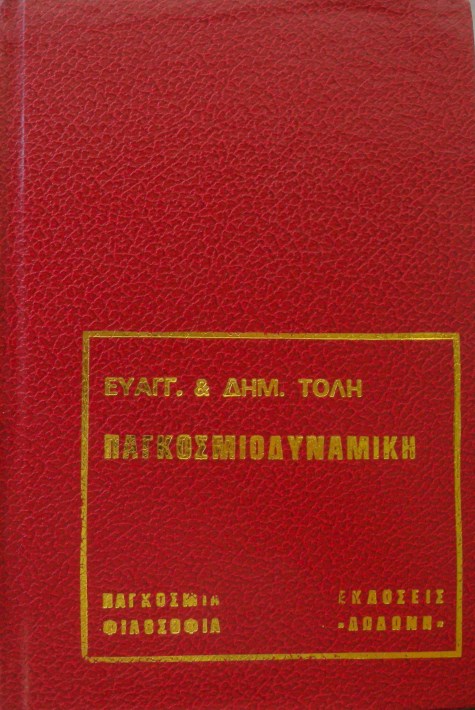 ΕΥΑΓΓ. & ΔΗΜ. ΤΟΛΗ
ΠΑΓΚΟΣΜΙΟΔΥΝΑΜΙΚΗ
ΠΑΓΚΟΣΜΙΑ
ΦΙΛΟΣΟΦΙΑ
ΕΚΔΟΣΕΙΣ
«ΔΩΔΩΝΗ»